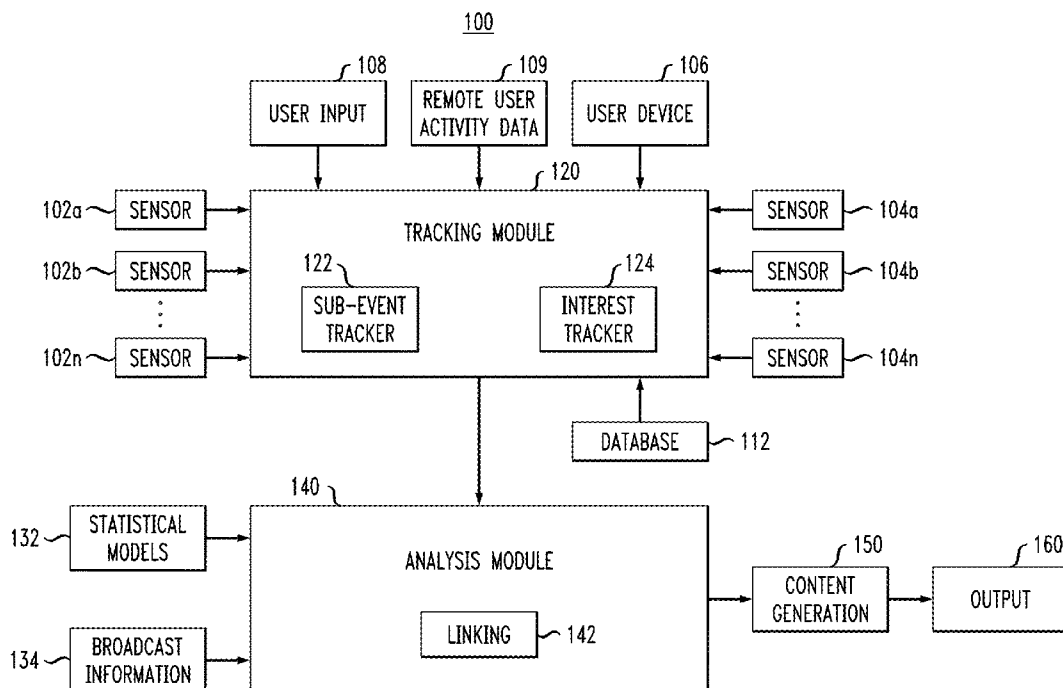 100
108
109
106
USER INPUT
REMOTE USER
ACTIVITY DATA
USER DEVICE
120
102a
SENSOR
TRACKING MODULE
SENSOR
104a
102b
SENSOR
122
124
SENSOR
104b
SUB-EVENT
TRACKER
INTEREST
TRACKER
102n
SENSOR
SENSOR
104n
DATABASE
112
140
132
STATISTICAL
MODELS
ANALYSIS MODULE
150
160
CONTENT
GENERATION
OUTPUT
LINKING
142
134
BROADCAST
INFORMATION